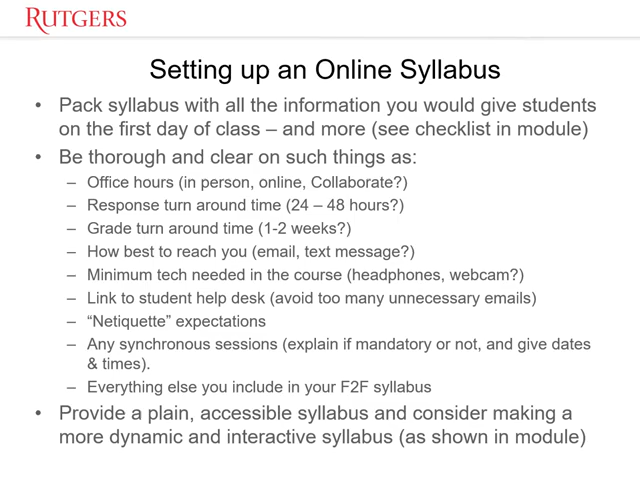 RUTGERS
Setting up an Online Syllabus
• Pack syllabus with all the information you would give students
on the first day of class – and more (see checklist in module)
• Be thorough and clear on such things as:
– Office hours (in person, online, Collaborate?)
– Response turn around time (24 – 48 hours?)
– Grade turn around time (1-2 weeks?)
– How best to reach you (email, text message?)
– Minimum tech needed in the course (headphones, webcam?)
– Link to student help desk (avoid too many unnecessary emails)
– “Netiquette” expectations
– Any synchronous sessions (explain if mandatory or not, and give dates
& times).
– Everything else you include in your F2F syllabus
• Provide a plain, accessible syllabus and consider making a
more dynamic and interactive syllabus (as shown in module)